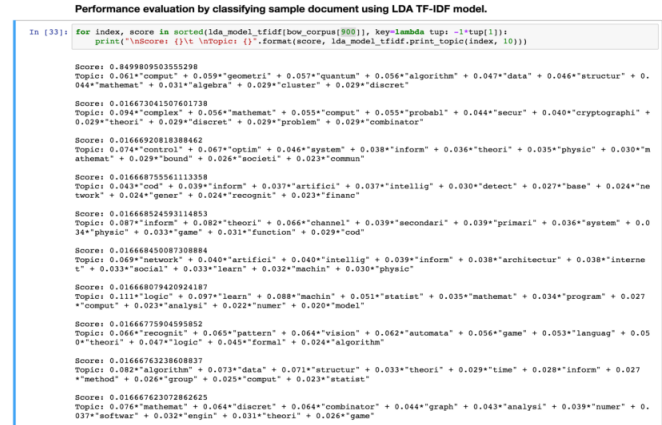 Performance evaluation by classifying sample document using LDA TF-IDF model.
In [33]: for index, score in sorted(lda_model_tfidf[bow_corpus[900]], key=lambda tup: -1*tup[1]):
print("\nScore: {}\t \nTopic: {}".format(score, lda_model_tfidf.print_topic(index, 10)))
Score: 0.8499809503555298
Topic: 0.061*"comput" + 0.059*"geometri" + 0.057*"quantum" + 0.056*"algorithm" + 0.047*"data" + 0.046*"structur" + 0.
044*"mathemat" + 0.031*"algebra" + 0.029*"cluster" + 0.029*"discret"
Score: 0.016673041507601738
Topic: 0.094*"complex" + 0.056*"mathemat" + 0.055*"comput" + 0.055*"probabl" + 0.044*"secur" + 0.040*"cryptographi" +
0.029*"theori" + 0.029*"discret" + 0.029*"problem" + 0.029*"combinator"
Score: 0.01666920818388462
Topic: 0.074*"control" + 0.067*"optim" + 0.046*"system" + 0.038*"inform" + 0.036*"theori" + 0.035*"physic" + 0.030*"m
athemat" + 0.029*"bound" + 0.026*"societi" + 0.023*"commun"
Score: 0.016668755561113358
Topic: 0.043*"cod" + 0.039*"inform" + 0.037*"artifici" + 0.037*"intellig" + 0.030*"detect" + 0.027*"base" + 0.024*"ne
twork" + 0.024*"gener" + 0.024*"recognit" + 0.023*"financ"
Score: 0.016668524593114853
Topic: 0.087*"inform" + 0.082*"theori" + 0.066*"channel" + 0.039*"secondari" + 0.039*"primari" + 0.036*"system" + 0.0
34*"physic" + 0.033*"game" + 0.031*"function" + 0.029*"cod"
Score: 0.016668450087308884
Topic: 0.069*"network" + 0.040*"artifici" + 0.040*"intellig" + 0.039*"inform" + 0.038*"architectur" + 0.038*"interne
t" + 0.033*"social" + 0.033*"learn" + 0.032*"machin" + 0.030*"physic"
Score: 0.016668079420924187
Topic: 0.111*"logic" + 0.097*"learn" + 0.088*"machin" + 0.051*"statist" + 0.035*"mathemat" + 0.034*"program" + 0.027
*"comput" + 0.023*"analysi" + 0.022*"numer" + 0.020*"model"
Score: 0.01666775904595852
Topic: 0.066*"recognit" + 0.065*"pattern" + 0.064*"vision" + 0.062*"automata" + 0.056*"game" + 0.053*"languag" + 0.05
0*"theori" + 0.047*"logic" + 0.045*"formal" + 0.024*"algorithm"
Score: 0.01666763238608837
Topic: 0.082*"algorithm" + 0.073*"data" + 0.071*"structur" + 0.033*"theori" + 0.029*"time" + 0.028*"inform" + 0.027
*"method" + 0.026*"group" + 0.025*"comput" + 0.023*"statist"
Score: 0.016667623072862625
Topic: 0.076*"mathemat" + 0.064*"discret" + 0.064*"combinator" + 0.044*"graph" + 0.043*"analysi" + 0.039*"numer" + 0.
037*"softwar" + 0.032*"engin" + 0.031*"theori" + 0.026*"game"